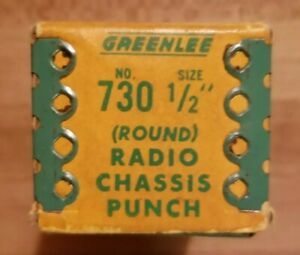 GREENLEE
NO. SIZE
730 1/2"
(ROUND)
RADIO
CHASSIS
PUNCH